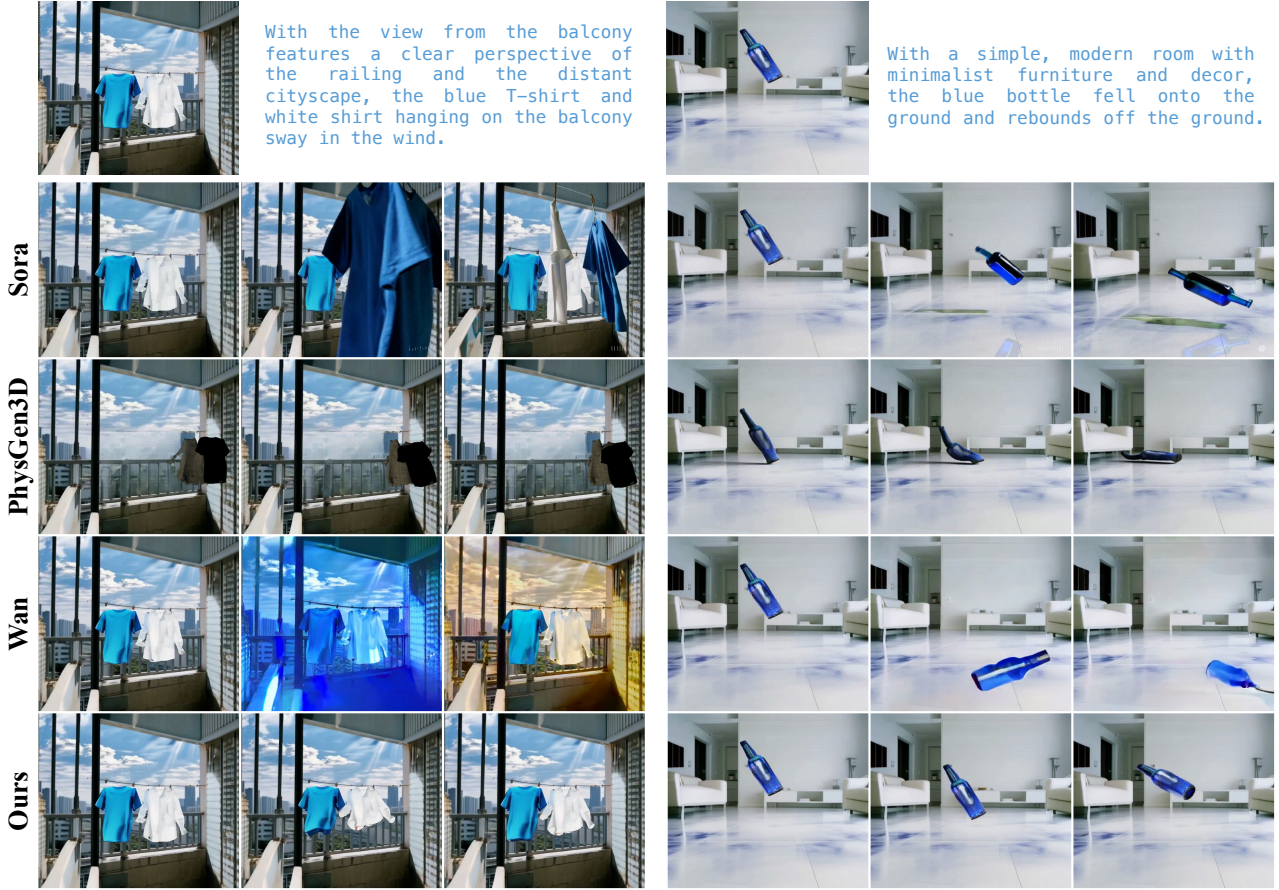 With the view from the balcony
features a clear perspective of
the railing and the distant
cityscape, the blue T-shirt and
white shirt hanging on the balcony
sway in the wind.
With a simple, modern room with
minimalist furniture and decor,
the blue bottle fell onto the
ground and rebounds off the ground.
Sora
PhysGen3D
Wan
Ours